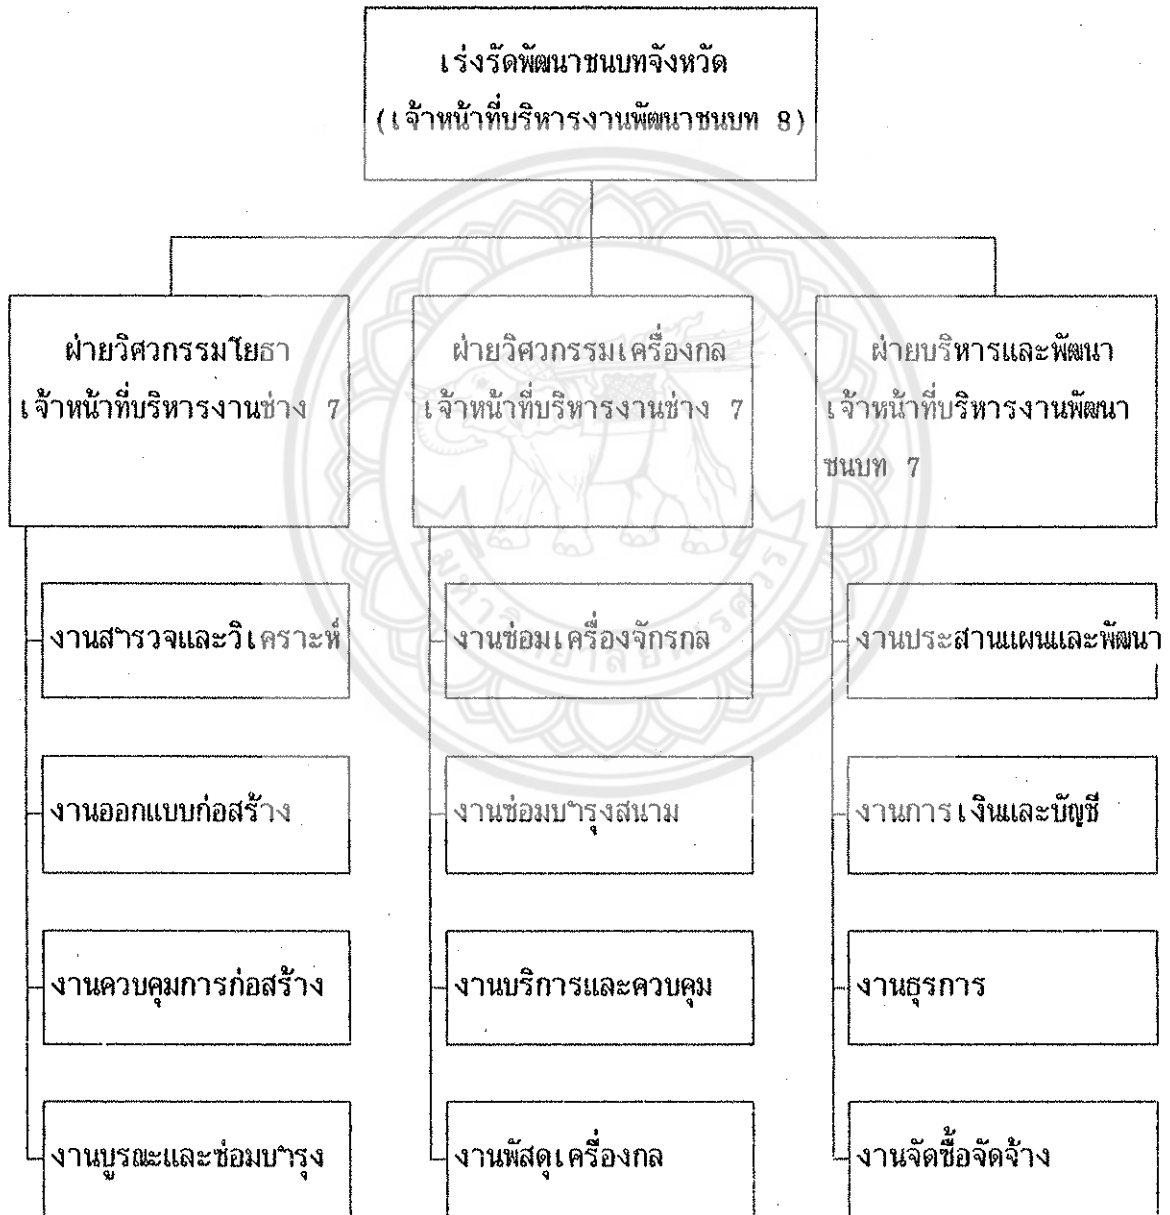 เร่งรัดพัฒนาชนบทจังหวัด
(เจ้าหน้าที่บริหารงานพัฒนาชนบท 8)
ฝ่ายวิศวกรรมโยธา
เจ้าหน้าที่บริหารงานช่าง 7
ฝ่ายวิศวกรรมเครื่องกล
เจ้าหน้าที่บริหารงานช่าง 7
ฝ่ายบริหารและพัฒนา
เจ้าหน้าที่บริหารงานพัฒนา
ชนบท 7
งานสำรวจและวิเคราะห์
งานซ่อมเครื่องจักรกล
งานประสานแผนและพัฒนา
งานออกแบบก่อสร้าง
งานซ่อมบำรุงสนาม
งานการเงินและบัญชี
งานควบคุมการก่อสร้าง
งานบริการและควบคุม
งานธุรการ
งานบูรณะและซ่อมบำรุง
งานพัสดุเครื่องกล
งานจัดซื้อจัดจ้าง
มหาวิทยาลัยนเรศวร